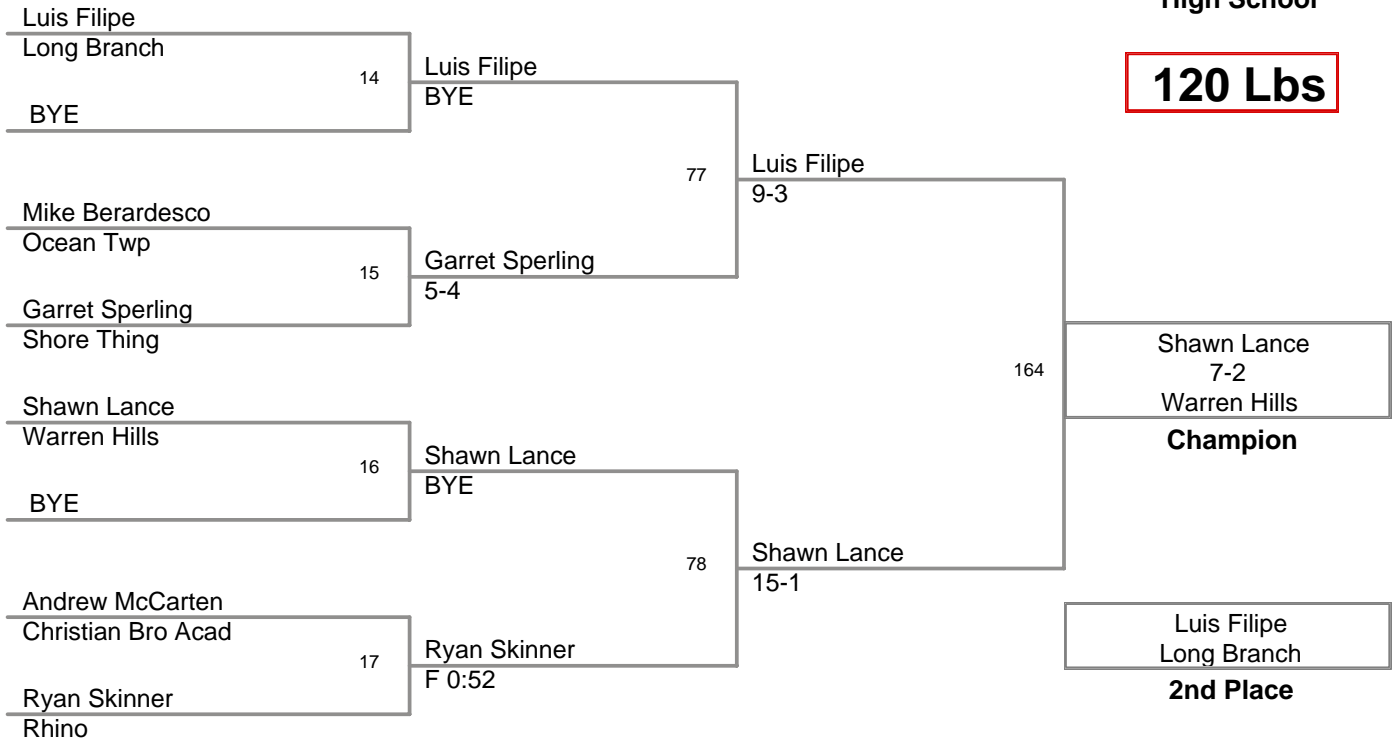 High School
120 Lbs
Luis Filipe
Long Branch
14
BYE
Luis Filipe
BYE
Mike Berardesco
Ocean Twp
15
Garret Sperling
Shore Thing
Garret Sperling
5-4
77
Luis Filipe
9-3
Shawn Lance
Warren Hills
16
BYE
Shawn Lance
BYE
Andrew McCarten
Christian Bro Acad
17
Ryan Skinner
Rhino
Ryan Skinner
F 0:52
78
Shawn Lance
15-1
164
Shawn Lance
7-2
Warren Hills
Champion
Luis Filipe
Long Branch
2nd Place